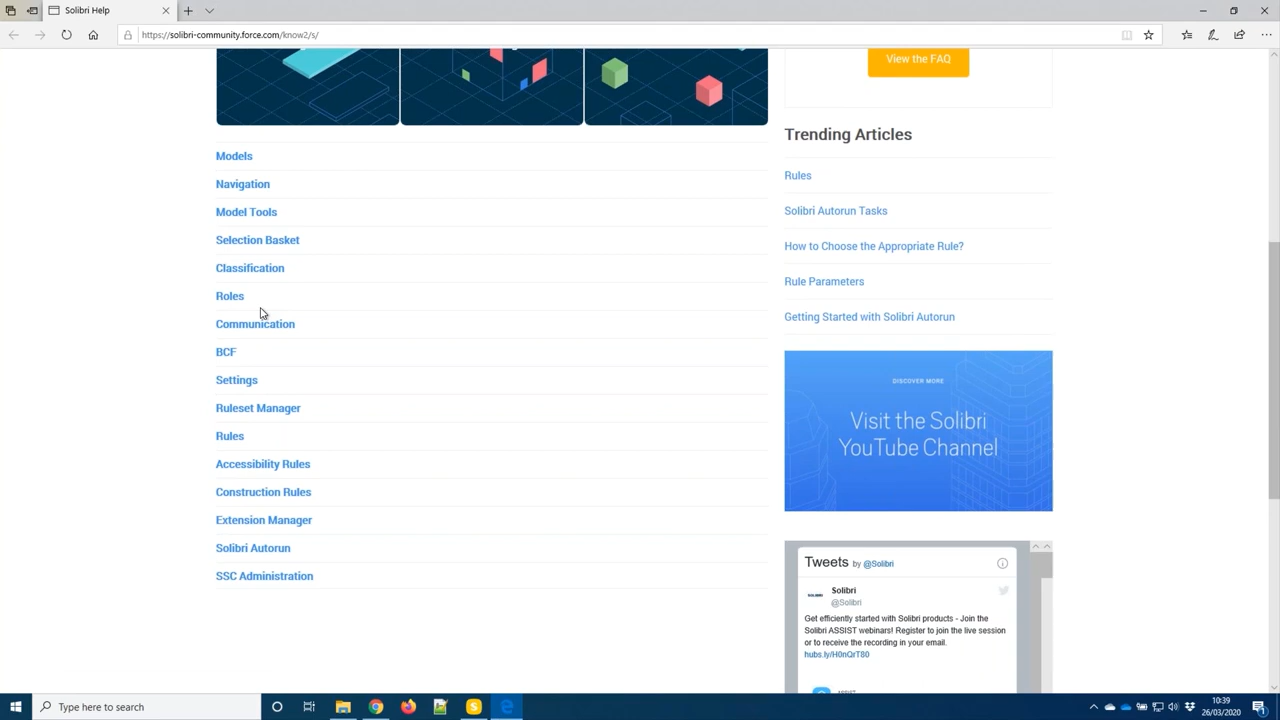 Solibri Help
https://solibri-community.force.com/know2/s/
View the FAQ
Models
Navigation
Model Tools
Selection Basket
Classification
Roles
Communication
BCF
Settings
Ruleset Manager
Rules
Accessibility Rules
Construction Rules
Extension Manager
Solibri Autorun
SSC Administration
Trending Articles
Rules
Solibri Autorun Tasks
How to Choose the Appropriate Rule?
Rule Parameters
Getting Started with Solibri Autorun
DISCOVER MORE
Visit the Solibri
YouTube Channel
Tweets by @Solibri
SOLIBRI
Solibri
@Solibri
Get efficiently started with Solibri products - Join the
Solibri ASSIST webinars! Register to join the live session
or to receive the recording in your email.
hubs.ly/H0nQrT80
ASSIST
Type here to search
10:39
26/03/2020